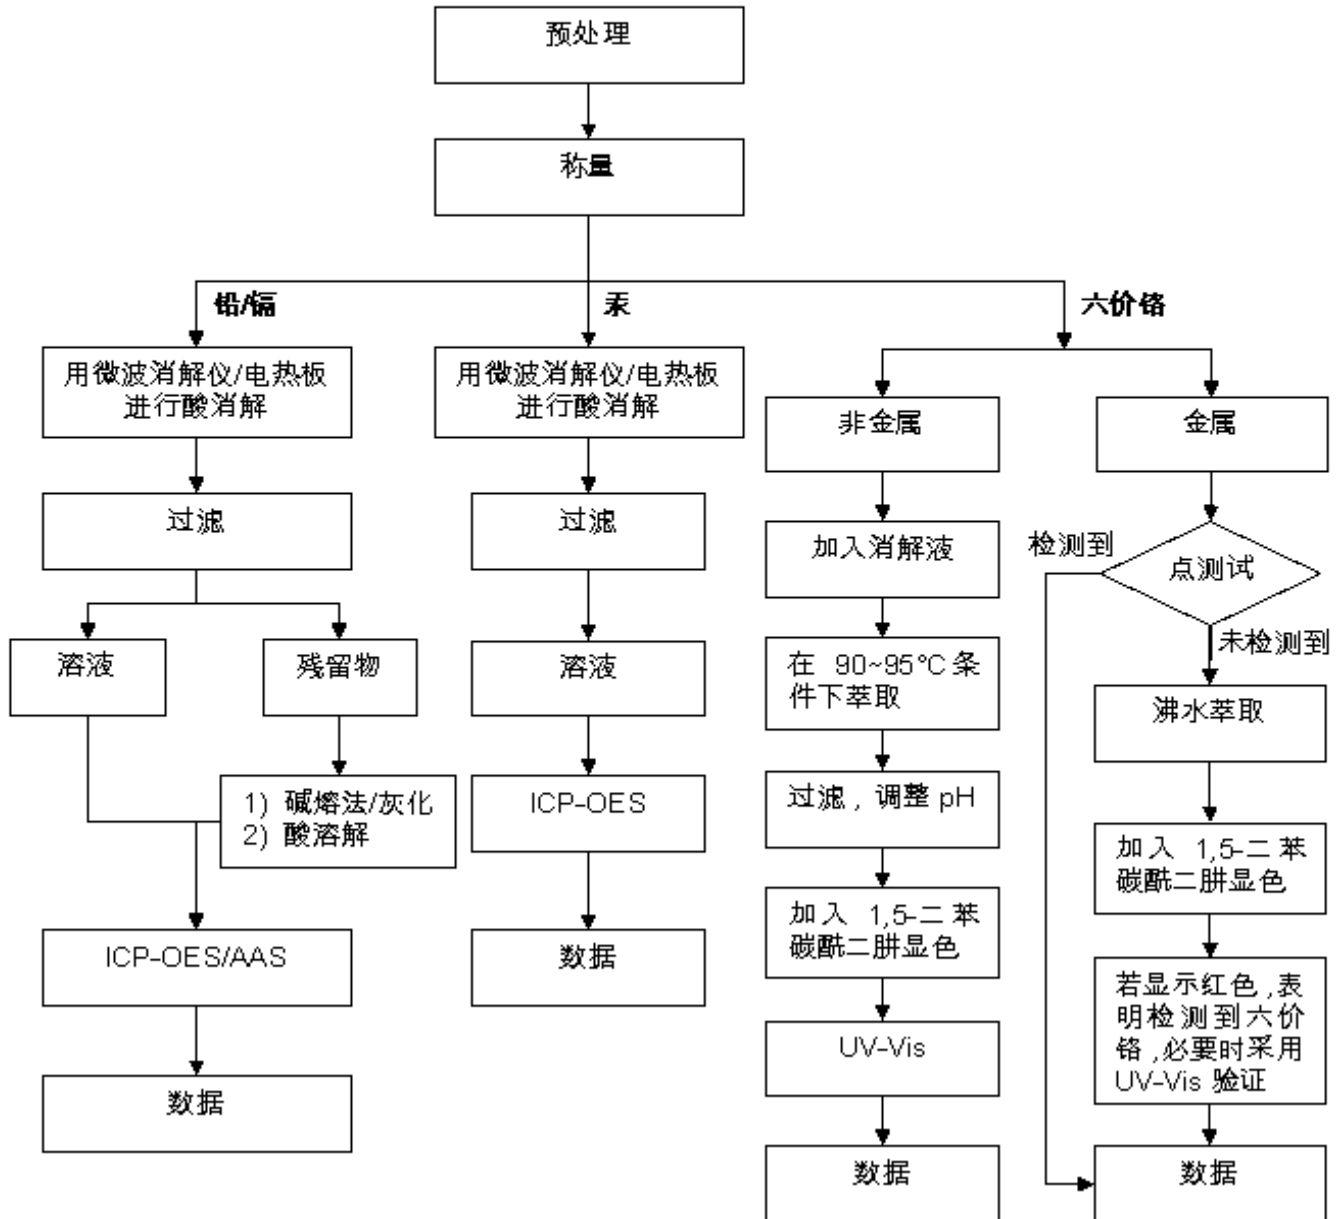 预处理
称量
铅/镉
汞
六价铬
用微波消解仪/电热板
进行酸消解
过滤
溶液
残留物
1) 碱熔法/灰化
2) 酸溶解
ICP-OES/AAS
数据
用微波消解仪/电热板
进行酸消解
过滤
溶液
ICP-OES
数据
非金属
加入消解液
在 90~95°C 条
件下萃取
过滤，调整 pH
加入 1,5-二苯
碳酰二肼显色
UV-Vis
数据
金属
点测试
检测到
未检测到
沸水萃取
加入 1,5-二苯
碳酰二肼显色
若显示红色，表
明检测到六价
铬，必要时采用
UV-Vis 验证
数据